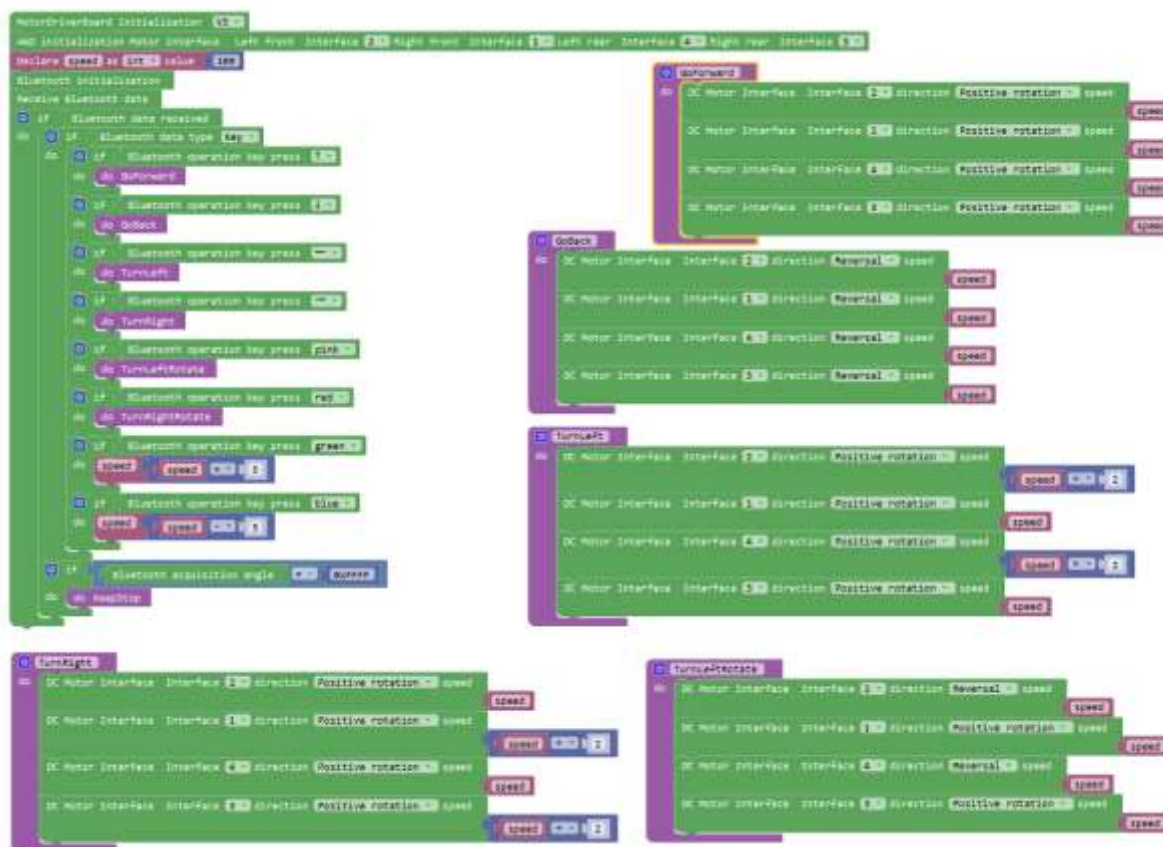 MotorDriverBoard Initialization V5
4WD initialization Motor Interface Left front Interface 2 Right front Interface 1 Left rear Interface 4 Right rear Interface
Declare speed as int value 100
Bluetooth Initialization
Receive Bluetooth data
if Bluetooth data received
do if Bluetooth data type key
do if Bluetooth operation key press
do do GoForward
if Bluetooth operation key press
do do GoBack
if Bluetooth operation key press
do do TurnLeft
if Bluetooth operation key press
do do TurnRight
if Bluetooth operation key press pink
do do TurnLeftRotate
if Bluetooth operation key press red
do do TurnRightRotate
if Bluetooth operation key press green
do speed speed +
if Bluetooth operation key press blue
do speed speed -
if Bluetooth acquisition angle
do do KeepStop
GoForward
do DC Motor Interface Interface 2 direction Positive rotation speed
speed
DC Motor Interface Interface 1 direction Positive rotation speed
speed
DC Motor Interface Interface 4 direction Positive rotation speed
speed
DC Motor Interface Interface direction Positive rotation speed
speed
GoBack
do DC Motor Interface Interface 2 direction Reversal speed
speed
DC Motor Interface Interface 1 direction Reversal speed
speed
DC Motor Interface Interface 4 direction Reversal speed
speed
DC Motor Interface Interface direction Reversal speed
speed
TurnLeft
do DC Motor Interface Interface 2 direction Positive rotation speed
speed 2
DC Motor Interface Interface 1 direction Positive rotation speed
speed
DC Motor Interface Interface 4 direction Positive rotation speed
speed
DC Motor Interface Interface direction Positive rotation speed
speed
TurnRight
do DC Motor Interface Interface direction Positive rotation speed
speed
DC Motor Interface Interface 1 direction Positive rotation speed
speed 2
DC Motor Interface Interface 4 direction Positive rotation speed
speed
DC Motor Interface Interface direction Positive rotation speed
speed 2
TurnLeftRotate
do DC Motor Interface Interface direction Reversal speed
speed
DC Motor Interface Interface 1 direction Positive rotation speed
speed
DC Motor Interface Interface 4 direction Reversal speed
speed
DC Motor Interface Interface direction Positive rotation speed
speed